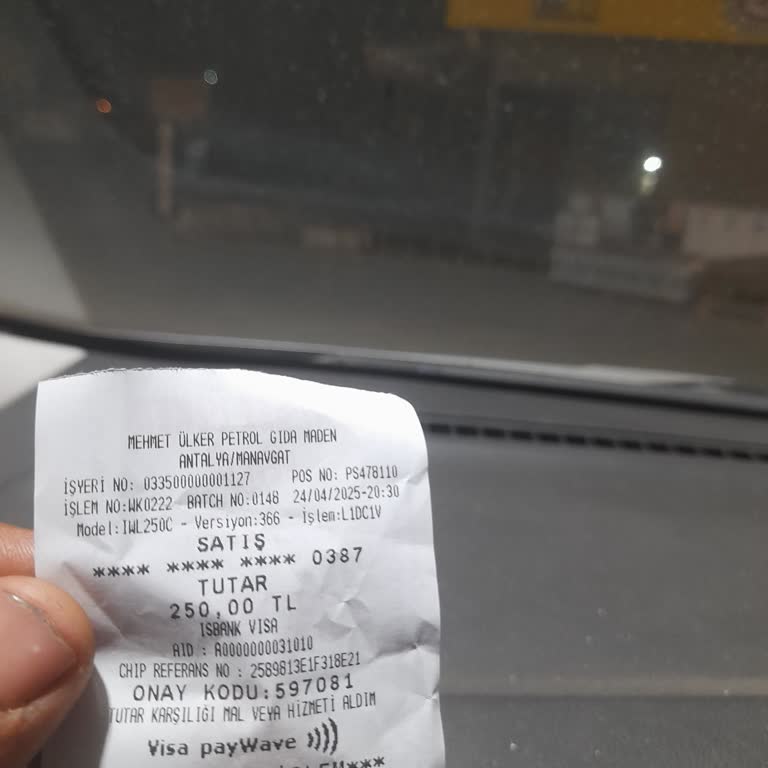 MEHMET ÜLKER PETROL GIDA MADEN
ANTALYA/MANAVGAT
İŞYERİ NO: 033500000001127 POS NO: PS478110
İŞLEM NO:WK0222 BATCH NO:0148 24/04/2025-20:30
Model:IWL250C - Versiyon:366 - İşlem:L1DC1V
SATIŞ
**** **** **** 0387
TUTAR
250,00 TL
ISBANK VISA
AID : A0000000031010
CHIP REFERANS NO : 2589813E1F318E21
ONAY KODU:597081
TUTAR KARŞILIĞI MAL VEYA HİZMETİ ALDIM
Visa payWave